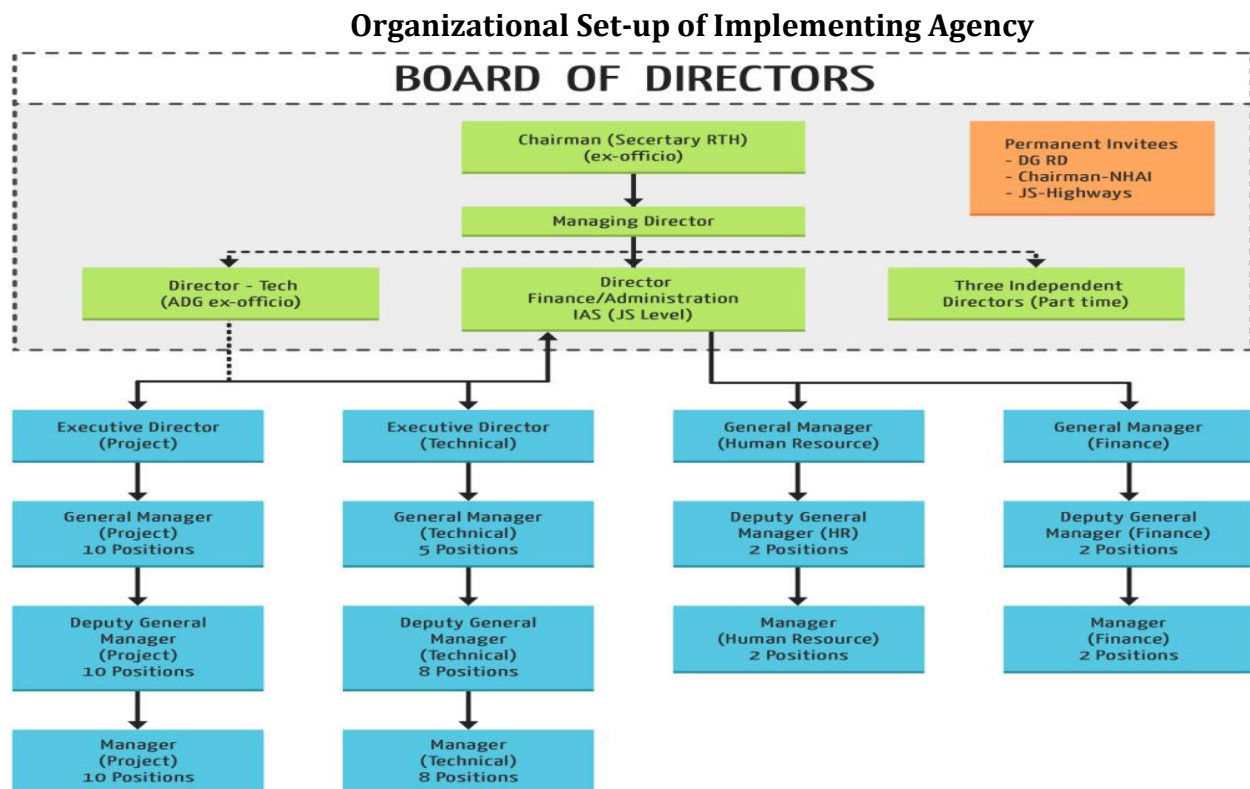 Organizational Set-up of Implementing Agency
BOARD OF DIRECTORS
Chairman (Secertary RTH)
(ex-officio)
Permanent Invitees
- DG RD
- Chairman-NHAI
- JS-Highways
Managing Director
Director - Tech
(ADG ex-officio)
Director
Finance/Administration
IAS (JS Level)
Three Independent
Directors (Part time)
Executive Director
(Project)
Executive Director
(Technical)
General Manager
(Human Resource)
General Manager
(Finance)
General Manager
(Project)
10 Positions
General Manager
(Technical)
5 Positions
Deputy General
Manager (HR)
2 Positions
Deputy General
Manager (Finance)
2 Positions
Deputy General
Manager
(Project)
10 Positions
Deputy General
Manager
(Technical)
8 Positions
Manager
(Human Resource)
2 Positions
Manager
(Finance)
2 Positions
Manager
(Project)
10 Positions
Manager
(Technical)
8 Positions